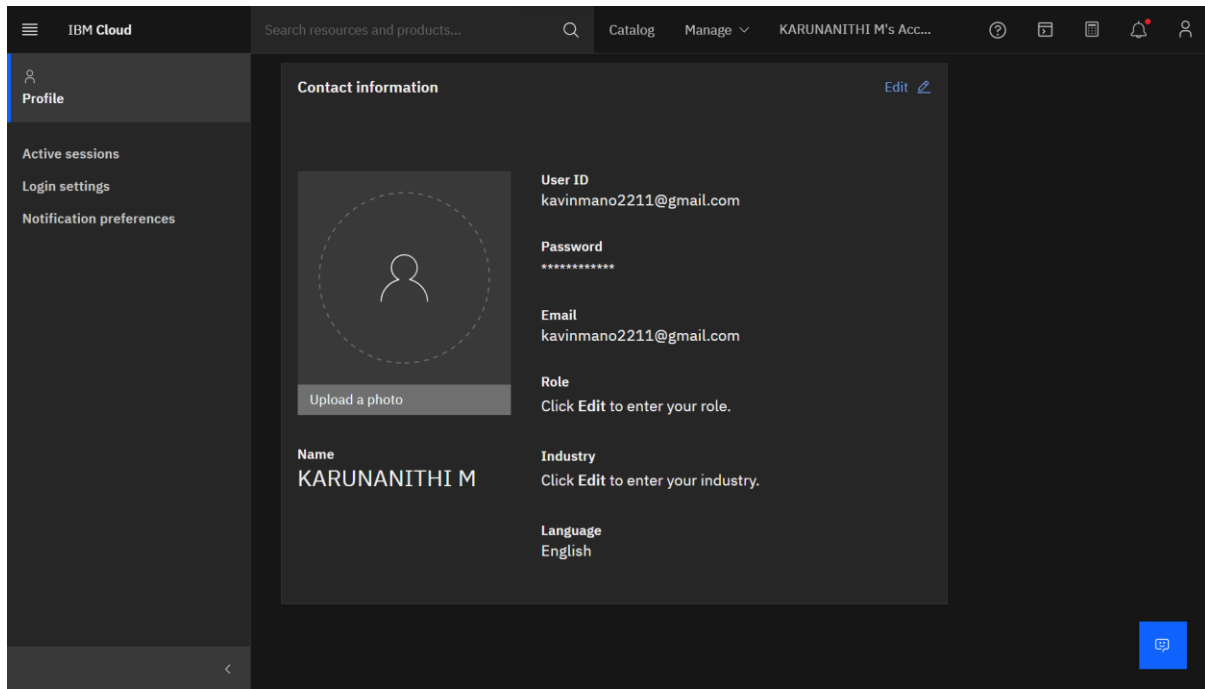 IBM Cloud
Search resources and products...
Catalog
Manage
KARUNANITHI M's Acc...
Profile
Active sessions
Login settings
Notification preferences
Contact information
Edit
Upload a photo
Name
KARUNANITHI M
User ID
kavinmano2211@gmail.com
Password
************
Email
kavinmano2211@gmail.com
Role
Click Edit to enter your role.
Industry
Click Edit to enter your industry.
Language
English